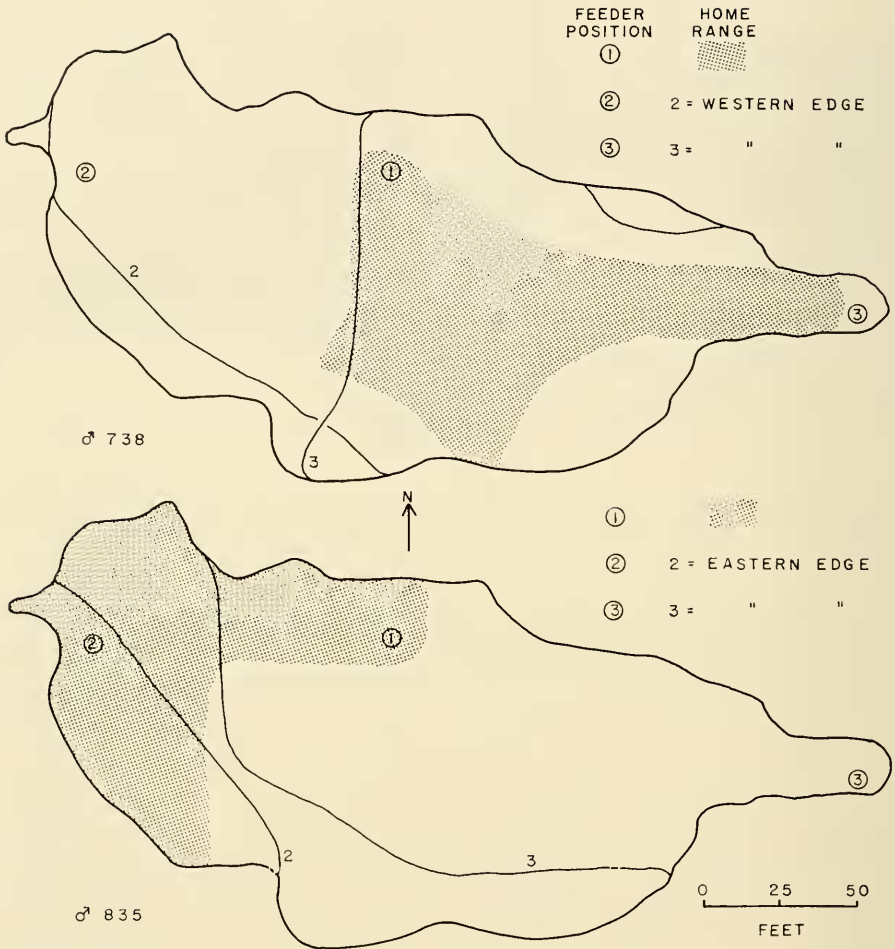 FEEDER POSITION HOME RANGE
①
② 2 = WESTERN EDGE
③ 3 = " "
②
①
2
③
♂ 738
3
N
①
② 2 = EASTERN EDGE
③ 3 = " "
②
①
③
2
3
♂ 835
0 25 50
FEET